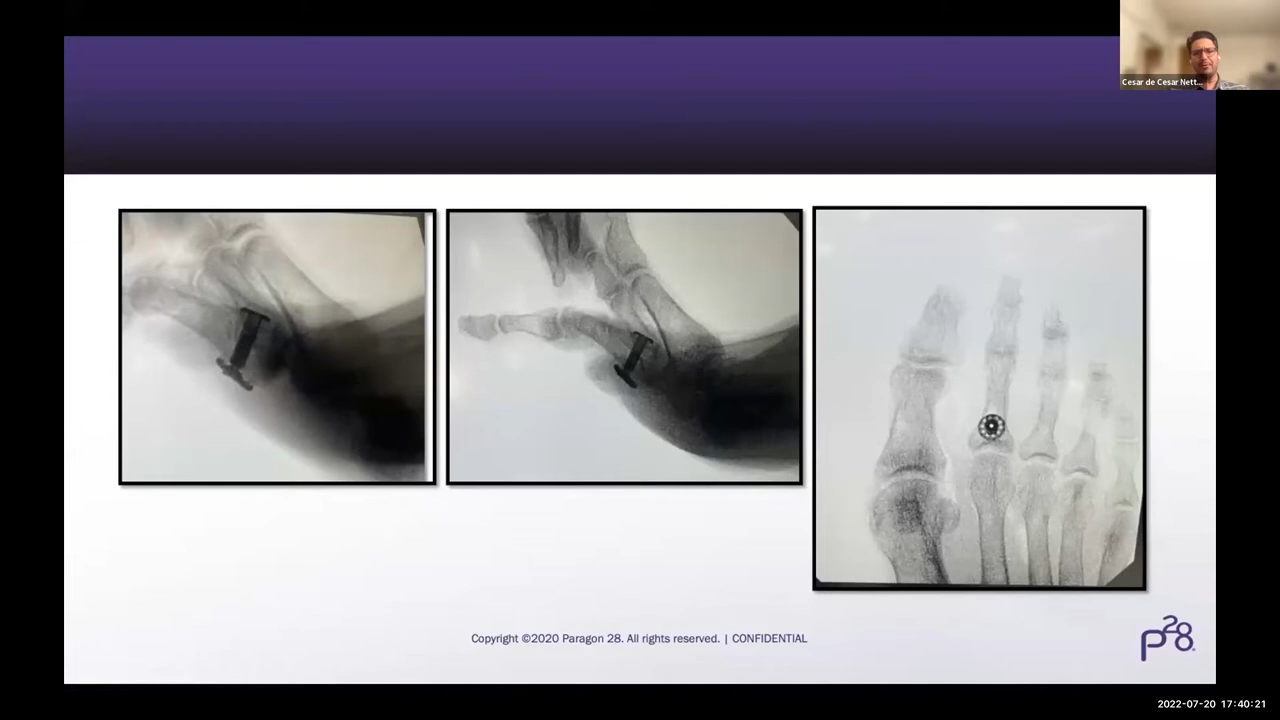 Cesar de Cesar Nett...
Copyright ©2020 Paragon 28. All rights reserved. | CONFIDENTIAL
p28
2022-07-20 17:40:21